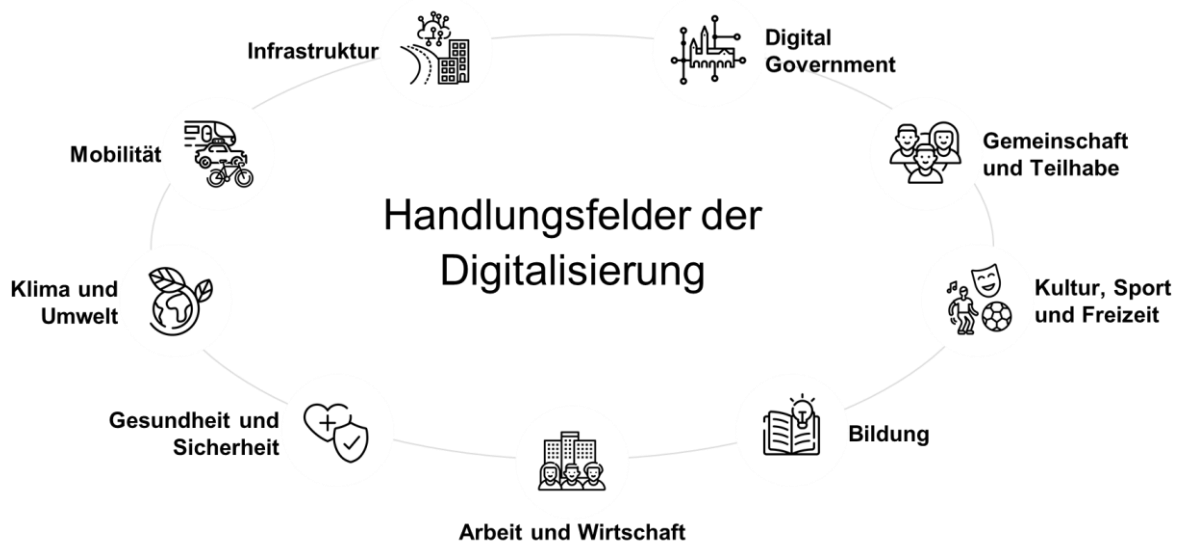 Infrastruktur
Digital
Government
Mobilität
Gemeinschaft
und Teilhabe
Handlungsfelder der
Digitalisierung
Klima und
Umwelt
Kultur, Sport
und Freizeit
Gesundheit und
Sicherheit
Bildung
Arbeit und Wirtschaft